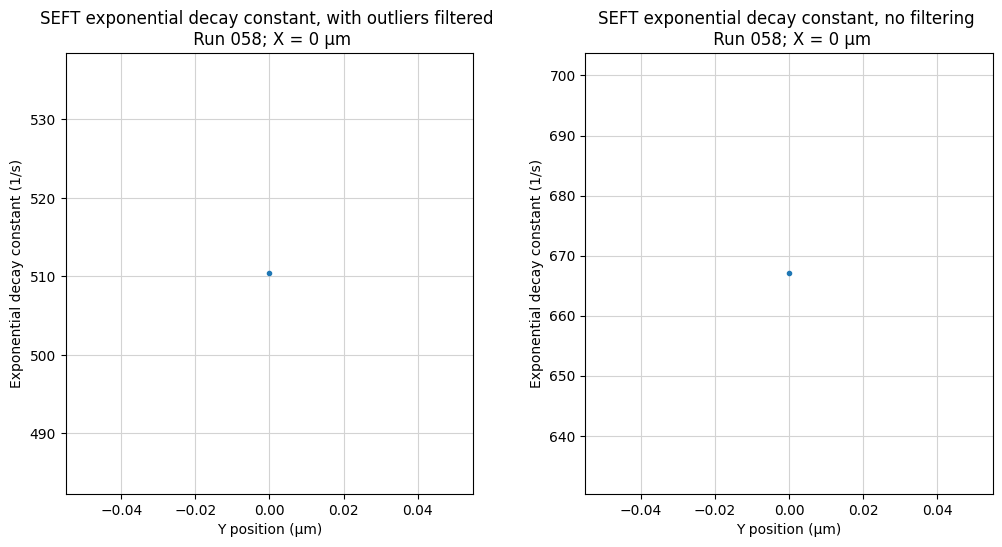 SEFT exponential decay constant, with outliers filtered
Run 058; X = 0 µm
530
520
510
500
490
Exponential decay constant (1/s)
−0.04
−0.02
0.00
0.02
0.04
Y position (µm)
SEFT exponential decay constant, no filtering
Run 058; X = 0 µm
700
690
680
670
660
650
640
Exponential decay constant (1/s)
−0.04
−0.02
0.00
0.02
0.04
Y position (µm)